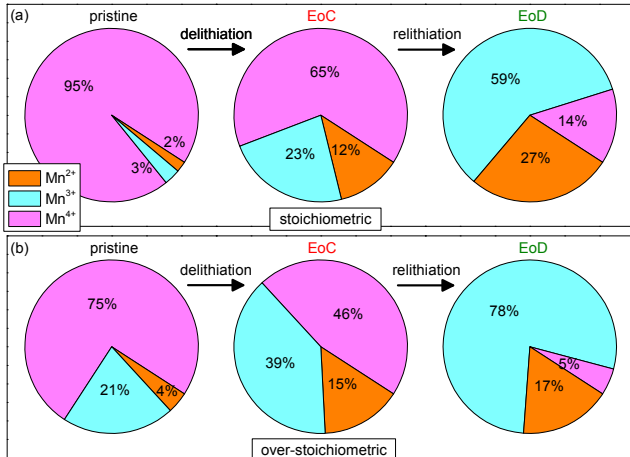 (a)
pristine
delithiation
EoC
relithiation
EoD
95%
2%
3%
65%
23%
12%
59%
14%
27%
Mn²⁺
Mn³⁺
Mn⁴⁺
stoichiometric
(b)
pristine
delithiation
EoC
relithiation
EoD
75%
21%
4%
46%
39%
15%
78%
5%
17%
over-stoichiometric